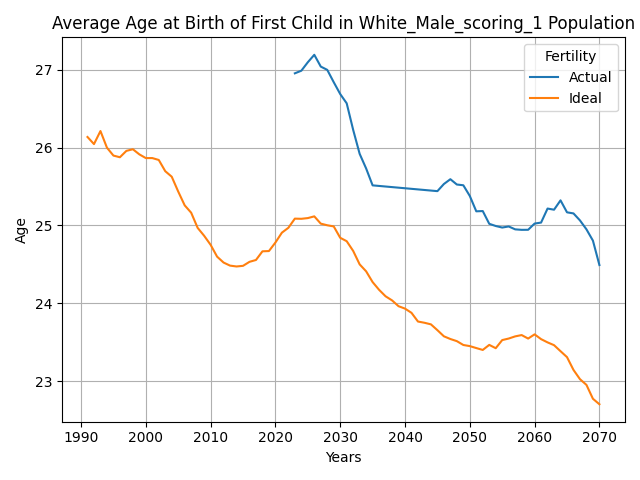 Average Age at Birth of First Child in White_Male_scoring_1 Population
Fertility
Actual
Ideal
27
26
25
24
23
Age
1990 2000 2010 2020 2030 2040 2050 2060 2070
Years